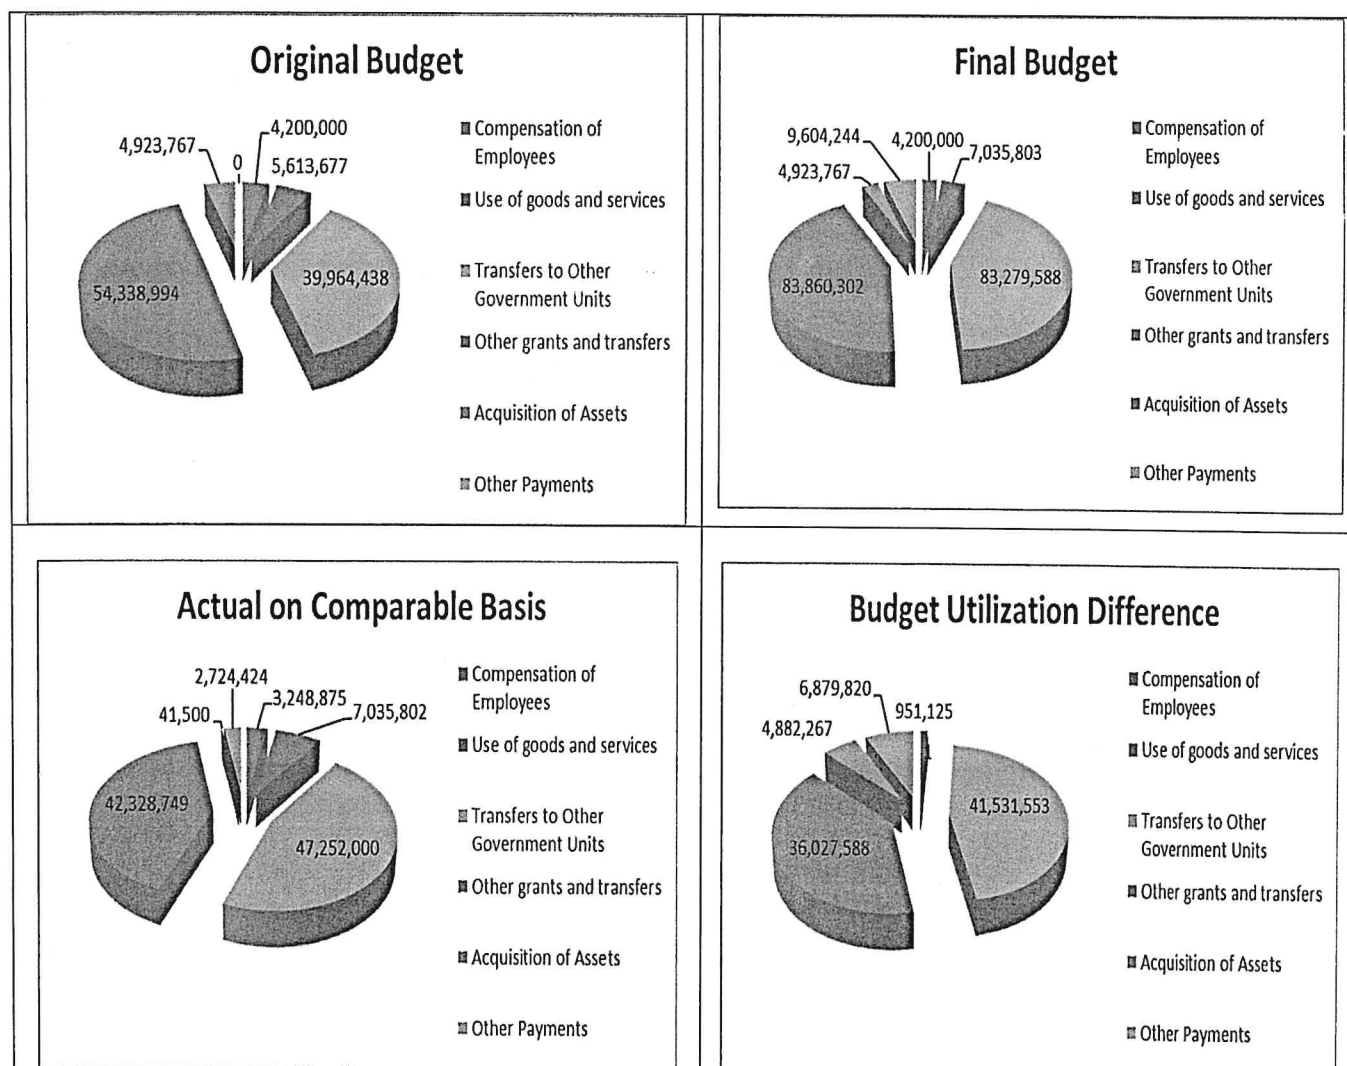 Original Budget
4,923,767
0
4,200,000
5,613,677
39,964,438
54,338,994
Compensation of
Employees
Use of goods and services
Transfers to Other
Government Units
Other grants and transfers
Acquisition of Assets
Other Payments
Final Budget
9,604,244
4,923,767
4,200,000
7,035,803
83,279,588
83,860,302
Compensation of
Employees
Use of goods and services
Transfers to Other
Government Units
Other grants and transfers
Acquisition of Assets
Other Payments
Actual on Comparable Basis
2,724,424
41,500
3,248,875
7,035,802
47,252,000
42,328,749
Compensation of
Employees
Use of goods and services
Transfers to Other
Government Units
Other grants and transfers
Acquisition of Assets
Other Payments
Budget Utilization Difference
6,879,820
4,882,267
951,125
1
41,531,553
36,027,588
Compensation of
Employees
Use of goods and services
Transfers to Other
Government Units
Other grants and transfers
Acquisition of Assets
Other Payments